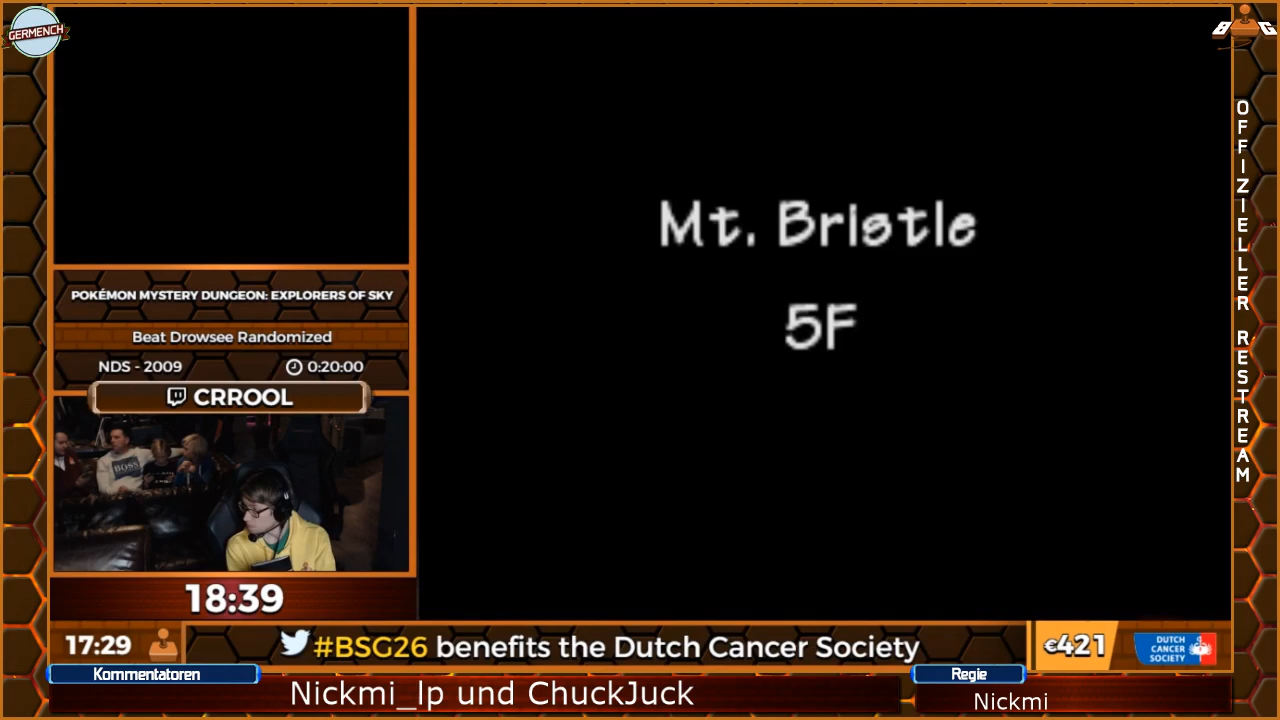 GERMENCH
B G
Mt. Bristle
5F
POKÉMON MYSTERY DUNGEON: EXPLORERS OF SKY
Beat Drowsee Randomized
NDS - 2009
0:20:00
CRROOL
BOSS
18:39
17:29
#BSG26 benefits the Dutch Cancer Society
€421
DUTCH
CANCER
SOCIETY
Kommentatoren
Nickmi_lp und ChuckJuck
Regie
Nickmi
OFFIZIELLER RESTREAM